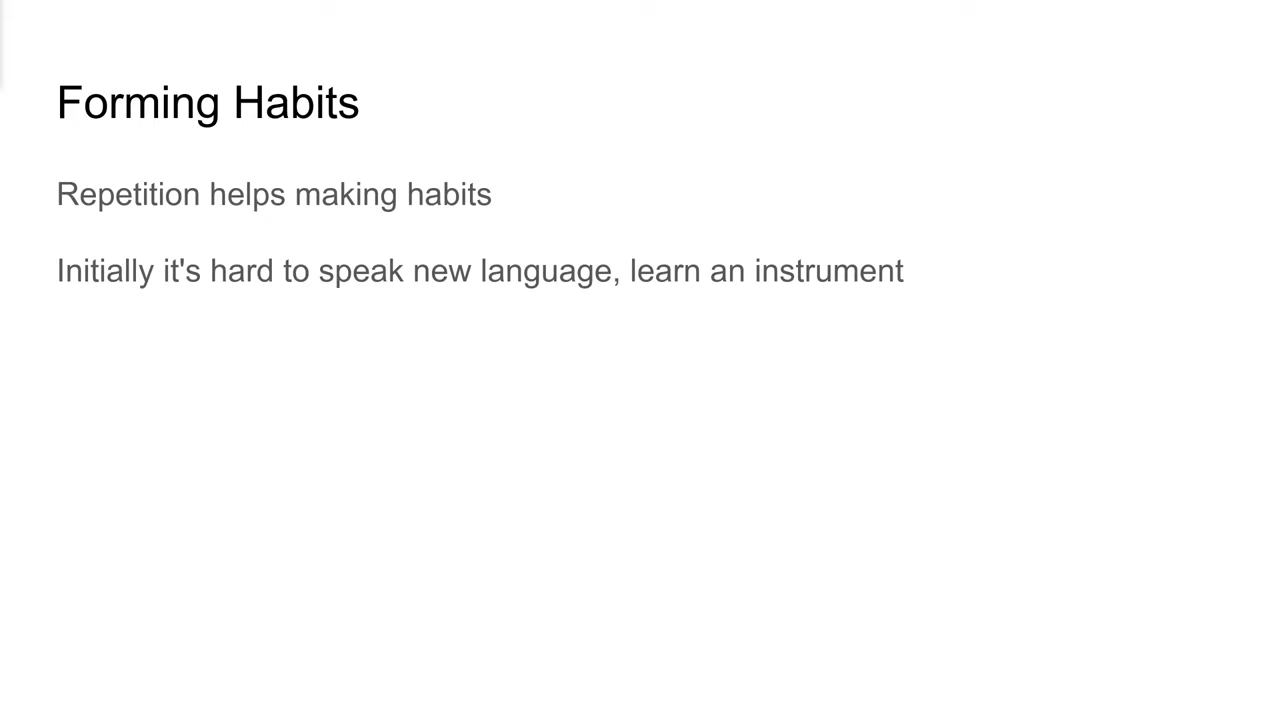 Forming Habits
Repetition helps making habits
Initially it's hard to speak new language, learn an instrument